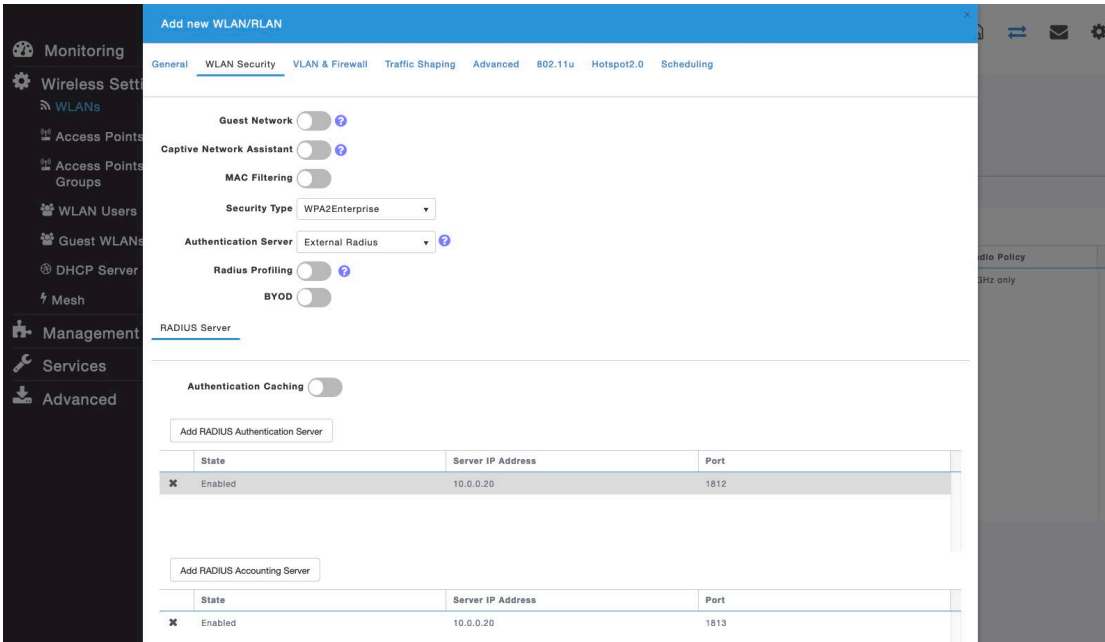 Add new WLAN/RLAN
×
Monitoring
Wireless Setti
WLANs
Access Points
Access Points
Groups
WLAN Users
Guest WLANs
DHCP Server
Mesh
Management
Services
Advanced
General WLAN Security VLAN & Firewall Traffic Shaping Advanced 802.11u Hotspot2.0 Scheduling
Guest Network ?
Captive Network Assistant ?
MAC Filtering
Security Type WPA2Enterprise
Authentication Server External Radius ?
Radius Profiling ?
BYOD
RADIUS Server
Authentication Caching
Add RADIUS Authentication Server
State Server IP Address Port
Enabled 10.0.0.20 1812
Add RADIUS Accounting Server
State Server IP Address Port
Enabled 10.0.0.20 1813
dio Policy
GHz only